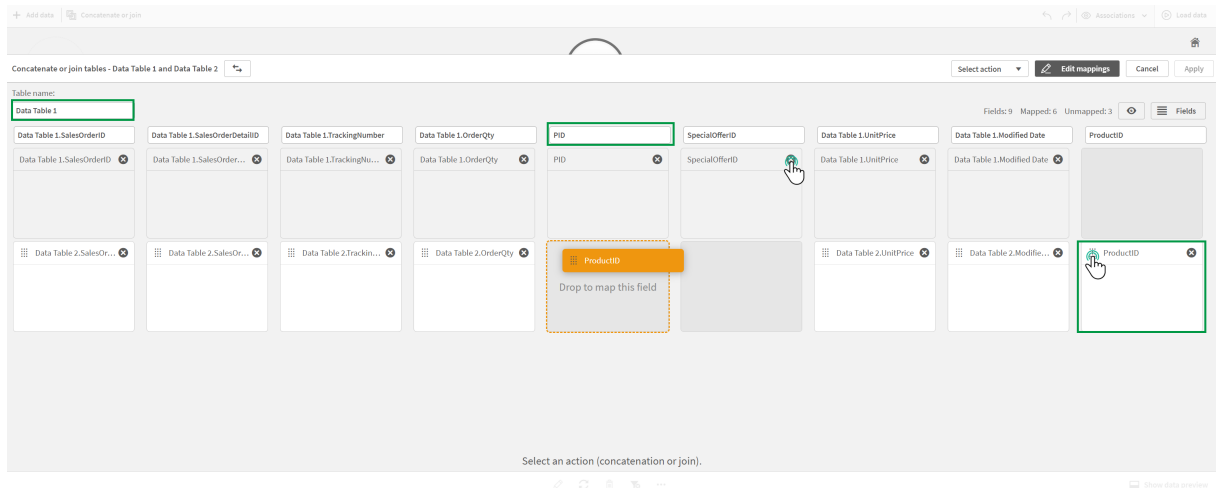 Add data Concatenate or join Associations Load data
Concatenate or join tables - Data Table 1 and Data Table 2 Select action Edit mappings Cancel Apply
Table name:
Data Table 1 Fields: 9 Mapped: 6 Unmapped: 3 Fields
Data Table 1.SalesOrderID Data Table 1.SalesOrderDetailID Data Table 1.TrackingNumber Data Table 1.OrderQty PID SpecialOfferID Data Table 1.UnitPrice Data Table 1.Modified Date ProductID
Data Table 1.SalesOrderID Data Table 1.SalesOrder... Data Table 1.TrackingNu... Data Table 1.OrderQty PID SpecialOfferID Data Table 1.UnitPrice Data Table 1.Modified Date
Data Table 2.SalesOr... Data Table 2.SalesOr... Data Table 2.Trackin... Data Table 2.OrderQty ProductID Data Table 2.UnitPrice Data Table 2.Modifie... ProductID
Drop to map this field
Select an action (concatenation or join).
Show data preview